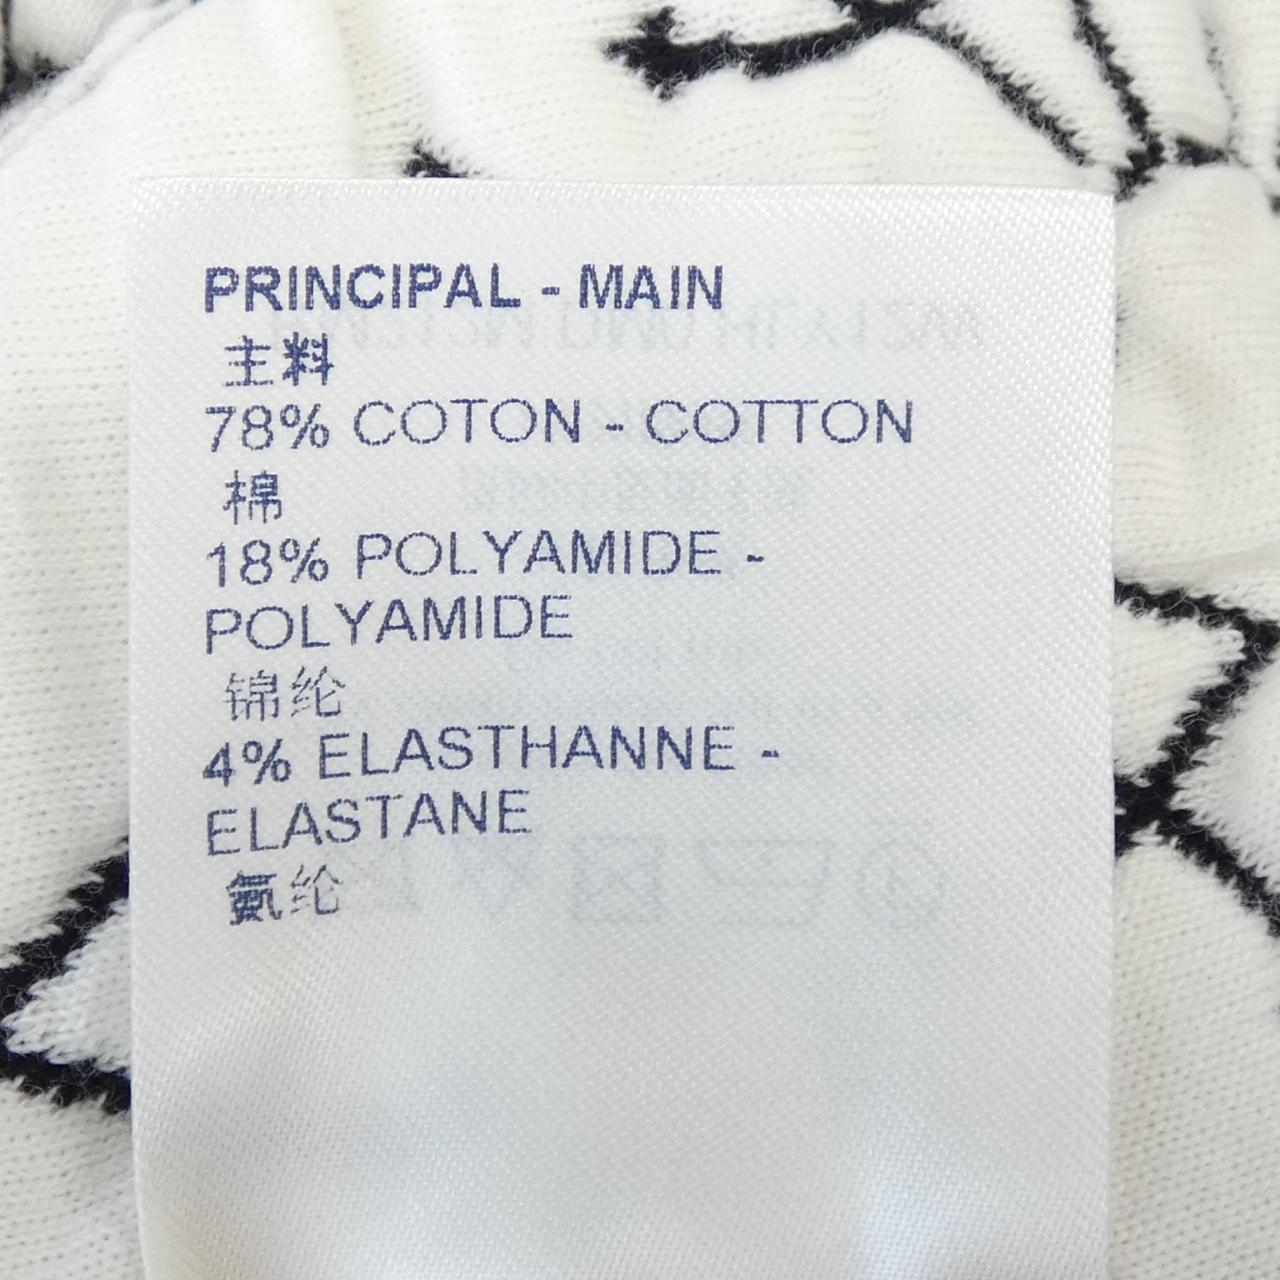 PRINCIPAL - MAIN
主料
78% COTON - COTTON
棉
18% POLYAMIDE -
POLYAMIDE
锦纶
4% ELASTHANNE -
ELASTANE
氨纶